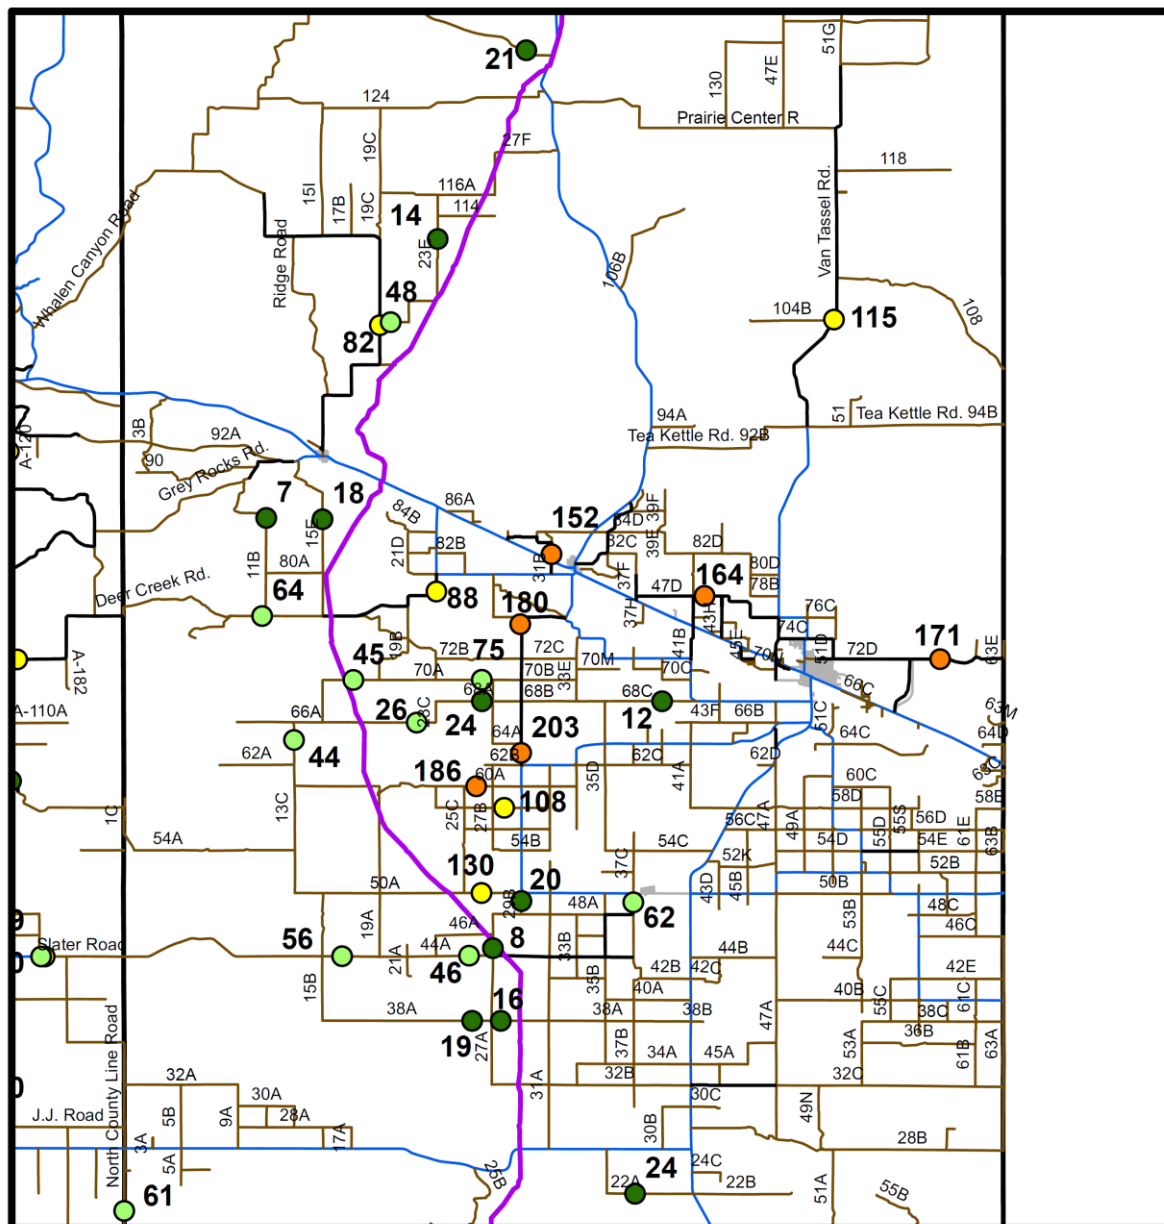 21
51G
130
47E
124
Prairie Center R
27F
19C
118
15I
17B
19C
116A
114
Whalen Canyon Road
Ridge Road
14
23E
Van Tassel Rd.
106B
48
82
104B
115
108
3B
A-120
92A
90
Grey Rocks Rd.
94A
51
Tea Kettle Rd. 94B
Tea Kettle Rd. 92B
7
18
86A
84B
152
39F
84D
15E
21D
82B
82C
39E
82D
31B
11B
80A
80D
78B
37F
47D
164
Deer Creek Rd.
64
88
180
37H
43H
76C
74C
41B
45E
19B
72B
72C
51D
72D
171
63E
A-182
45
75
70A
70B
33E
70M
70C
66C
68A
68B
68C
A-110A
66A
26
24
12
43F
66B
51C
63M
44
64A
203
64C
64D
62A
62B
62C
62D
63C
186
60A
35D
41A
60C
13C
108
58D
58E
1C
25C
27B
47A
49A
55D
55S
56C
56D
54A
54B
54C
54D
54E
61E
63B
52K
52B
130
20
37C
50A
50B
43D
45B
29B
48A
62
48C
19A
46A
53B
46C
9
Slater Road
56
8
44A
33B
44B
44C
21A
46
35B
42B
42C
42E
0
15B
40A
40B
55C
61C
16
38A
38A
38B
38C
19
27A
47A
36B
37B
53A
61B
63A
North County Line Road
34A
45A
0
32A
31A
32B
32C
30A
30C
49N
J.J. Road
5B
9A
28A
3A
17A
30B
28B
5A
25B
24
24C
61
22A
22B
51A
55B